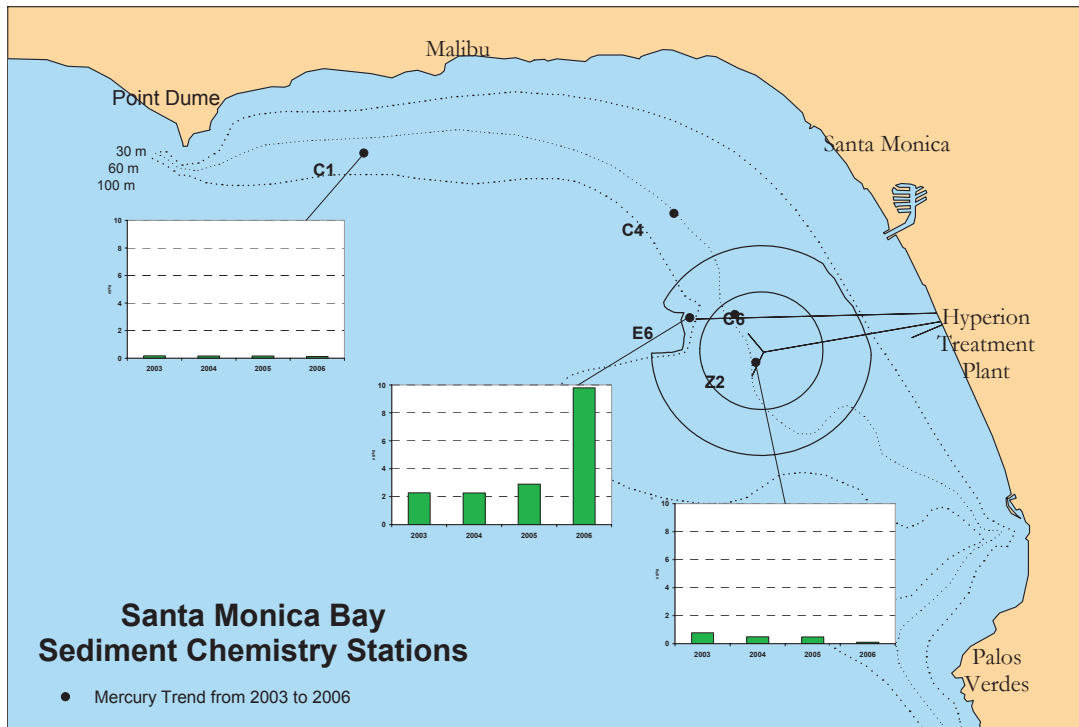 Malibu
Point Dume
Santa Monica
30 m
60 m
100 m
C1
C4
E6
C6
Z2
Hyperion
Treatment
Plant
10
8
6
4
2
0
2003 2004 2005 2006
10
8
6
4
2
0
2003 2004 2005 2006
10
8
6
4
2
0
2003 2004 2005 2006
Santa Monica Bay
Sediment Chemistry Stations
● Mercury Trend from 2003 to 2006
Palos
Verdes